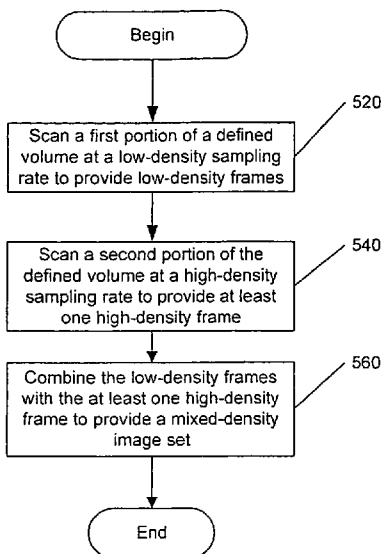 Begin
520
Scan a first portion of a defined
volume at a low-density sampling
rate to provide low-density frames
540
Scan a second portion of the
defined volume at a high-density
sampling rate to provide at least
one high-density frame
560
Combine the low-density frames
with the at least one high-density
frame to provide a mixed-density
image set
End